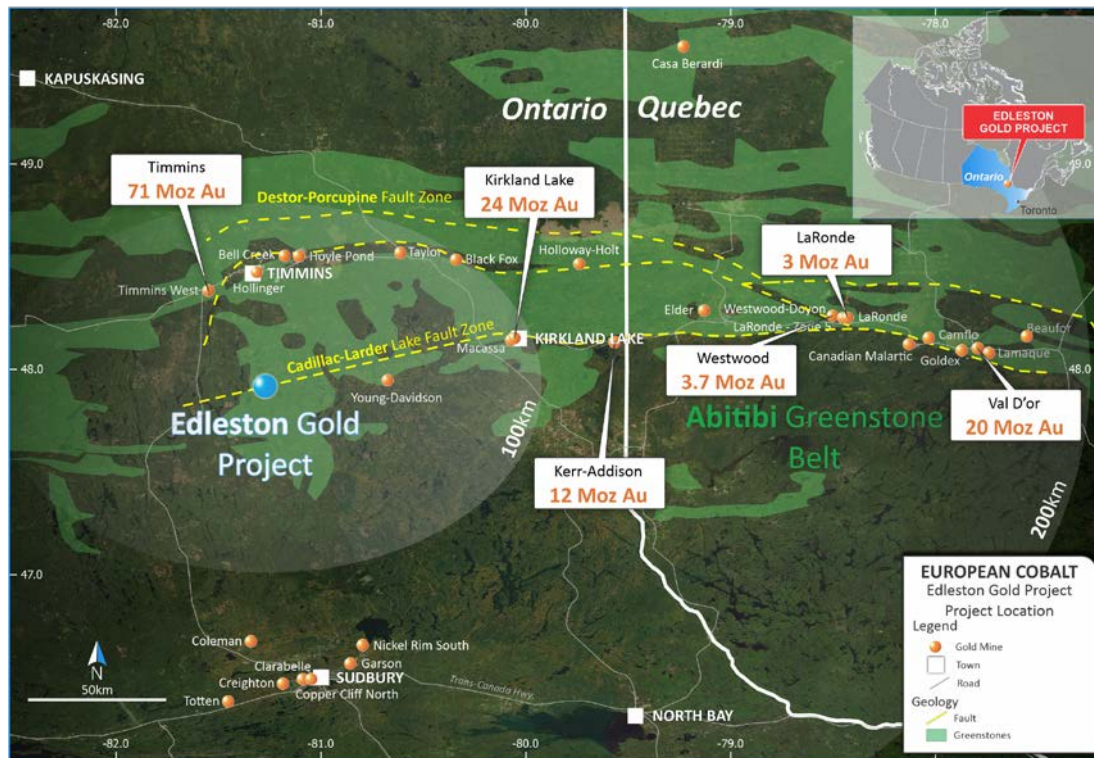 -82.0
-81.0
-80.0
-79.0
-78.0
KAPUSKASING
Casa Berardi
Ontario
Quebec
EDLESTON
GOLD PROJECT
Ontario
Toronto
49.0
49.0
Timmins
71 Moz Au
Destor-Porcupine Fault Zone
Kirkland Lake
24 Moz Au
Bell Creek
Hoyle Pond
Taylor
Black Fox
Holloway-Holt
TIMMINS
Hollinger
Timmins West
LaRonde
3 Moz Au
Elder
Westwood-Doyon
LaRonde
LaRonde - Zone 5
Cadillac-Larder Lake Fault Zone
Macassa
KIRKLAND LAKE
Canadian Malartic
Camflo
Goldex
Beaufor
Lamaque
48.0
48.0
Young-Davidson
Westwood
3.7 Moz Au
Edleston Gold
Project
100km
Kerr-Addison
12 Moz Au
Abitibi Greenstone
Belt
Val D'or
20 Moz Au
200km
47.0
Coleman
Nickel Rim South
Clarabelle
Garson
Creighton
SUDBURY
Copper Cliff North
Totten
Trans-Canada Hwy.
NORTH BAY
N
50km
EUROPEAN COBALT
Edleston Gold Project
Project Location
Legend
Gold Mine
Town
Road
Geology
Fault
Greenstones
-82.0
-81.0
-80.0
-79.0